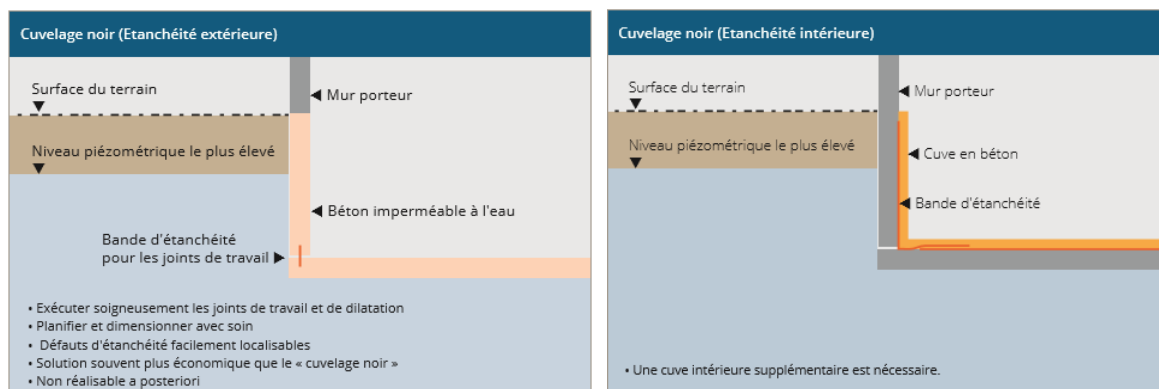 Cuvelage noir (Etanchéité extérieure)
Surface du terrain
Mur porteur
Niveau piézométrique le plus élevé
Béton imperméable à l'eau
Bande d'étanchéité
pour les joints de travail
• Exécuter soigneusement les joints de travail et de dilatation
• Planifier et dimensionner avec soin
• Défauts d'étanchéité facilement localisables
• Solution souvent plus économique que le « cuvelage noir »
• Non réalisable a posteriori
Cuvelage noir (Etanchéité intérieure)
Surface du terrain
Mur porteur
Niveau piézométrique le plus élevé
Cuve en béton
Bande d'étanchéité
• Une cuve intérieure supplémentaire est nécessaire.